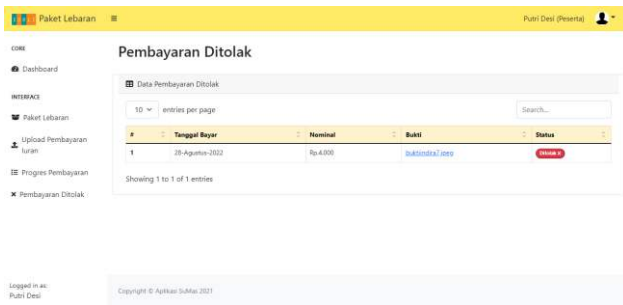 Paket Lebaran
Putri Desi (Peserta)
CORE
Dashboard
INTERFACE
Paket Lebaran
Upload Pembayaran
Iuran
Progres Pembayaran
Pembayaran Ditolak
Logged in as:
Putri Desi
Pembayaran Ditolak
Data Pembayaran Ditolak
10 entries per page
Search...
# Tanggal Bayar Nominal Bukti Status
1 28-Agustus-2022 Rp.4.000 Ditolak
Showing 1 to 1 of 1 entries
Copyright © Aplikasi SuMas 2021